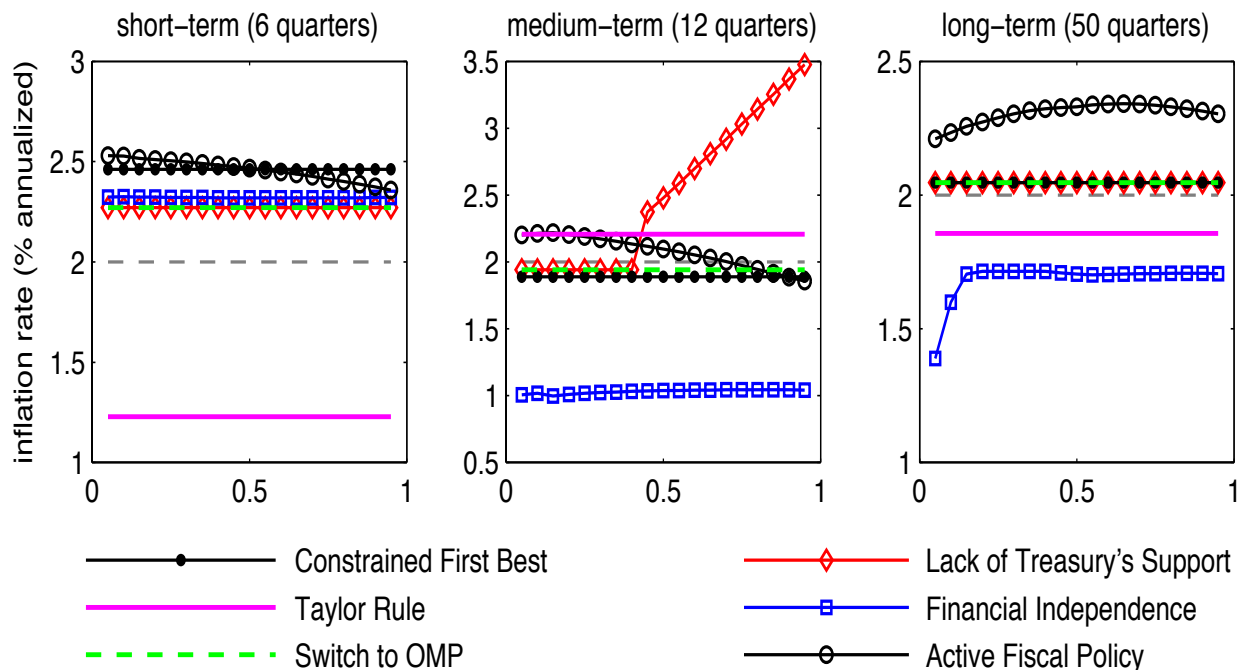 short−term (6 quarters)
medium−term (12 quarters)
long−term (50 quarters)
inflation rate (% annualized)
3
2.5
2
1.5
1
0
0.5
1
3.5
3
2.5
2
1.5
1
0.5
0
0.5
1
2.5
2
1.5
1
0
0.5
1
Constrained First Best
Taylor Rule
Switch to OMP
Lack of Treasury's Support
Financial Independence
Active Fiscal Policy